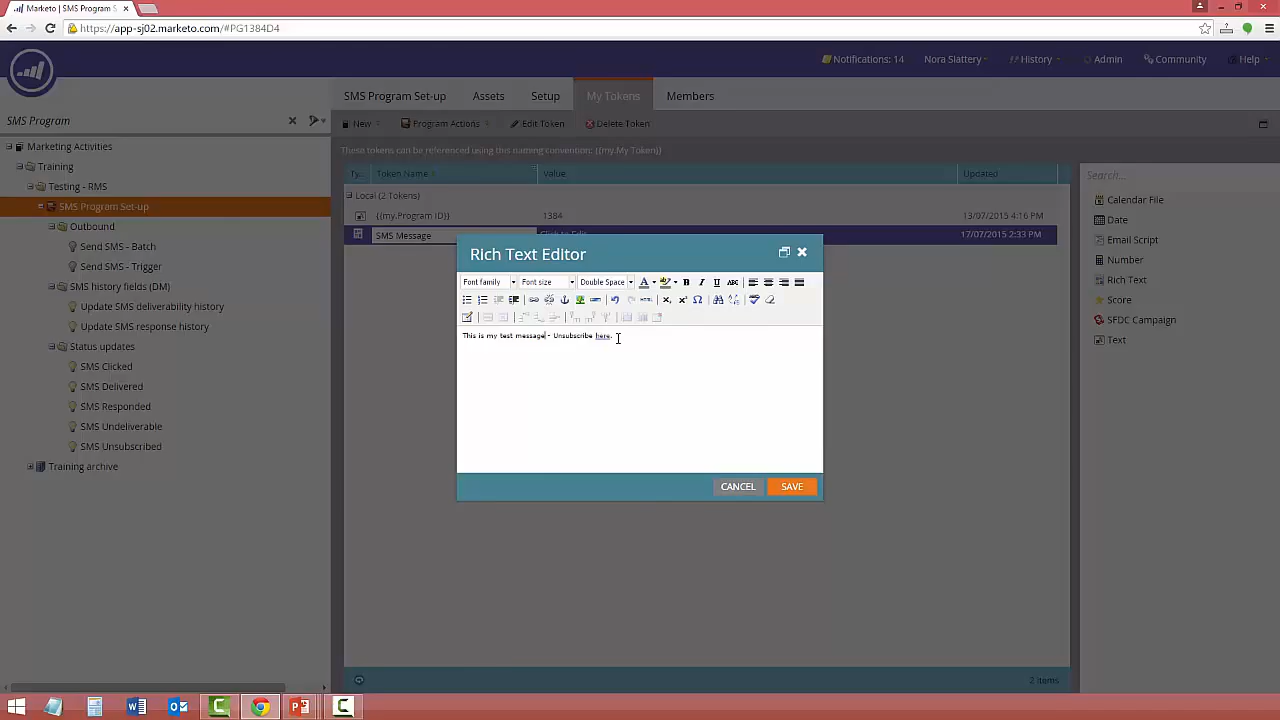 Marketo | SMS Program S
https://app-sj02.marketo.com/#PG1384D4
Notifications: 14
Nora Slattery
History
Admin
Community
Help
SMS Program
SMS Program Set-up
Assets
Setup
My Tokens
Members
New
Program Actions
Edit Token
Delete Token
These tokens can be referenced using this naming convention: {{my.My Token}}
Marketing Activities
Training
Testing - RMS
SMS Program Set-up
Outbound
Send SMS - Batch
Send SMS - Trigger
SMS history fields (DM)
Update SMS deliverability history
Update SMS response history
Status updates
SMS Clicked
SMS Delivered
SMS Responded
SMS Undeliverable
SMS Unsubscribed
Training archive
Ty... Token Name Value Updated
Local (2 Tokens)
{{my.Program ID}} 1384 13/07/2015 4:16 PM
SMS Message Click to Edit 17/07/2015 2:33 PM
Rich Text Editor
Font family
Font size
Double Space
This is my test message - Unsubscribe here.
CANCEL
SAVE
Search...
Calendar File
Date
Email Script
Number
Rich Text
Score
SFDC Campaign
Text
2 items